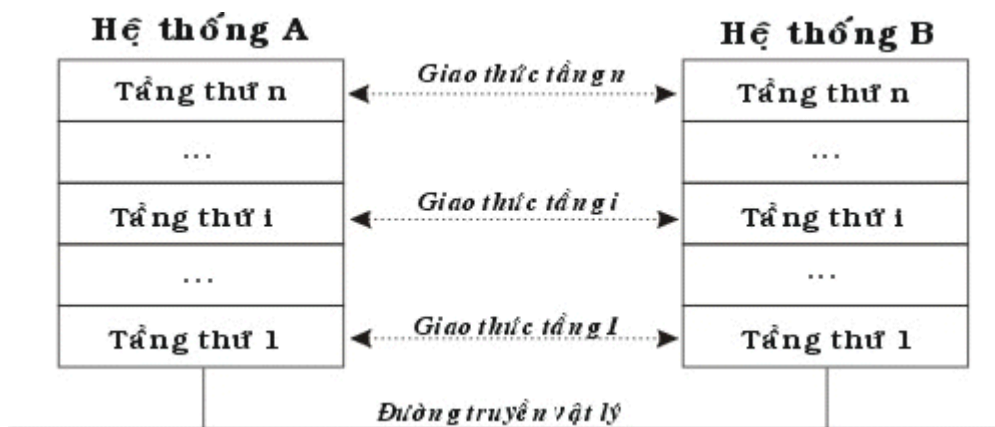 Hệ thống A
Hệ thống B
Tầng thứ n
Giao thức tầng n
Tầng thứ n
...
...
Tầng thứ i
Giao thức tầng i
Tầng thứ i
...
...
Tầng thứ 1
Giao thức tầng 1
Tầng thứ 1
Đường truyền vật lý